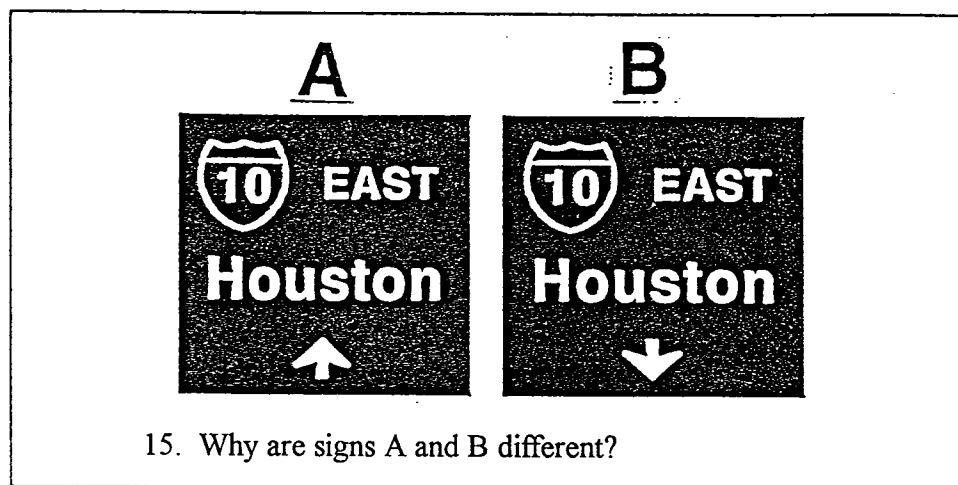 A B
10 EAST
Houston
10 EAST
Houston
15. Why are signs A and B different?